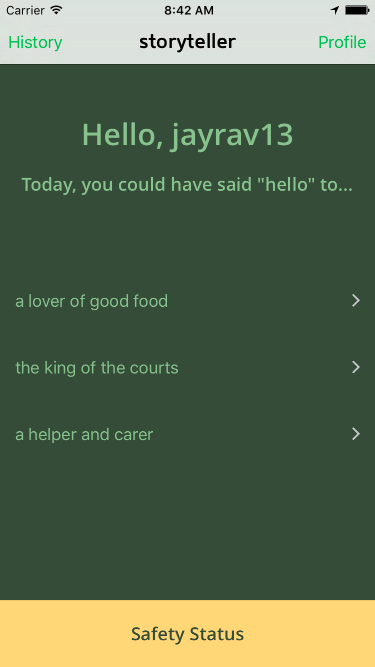 Carrier 8:42 AM
History storyteller Profile
Hello, jayrav13
Today, you could have said "hello" to...
a lover of good food
the king of the courts
a helper and carer
Safety Status